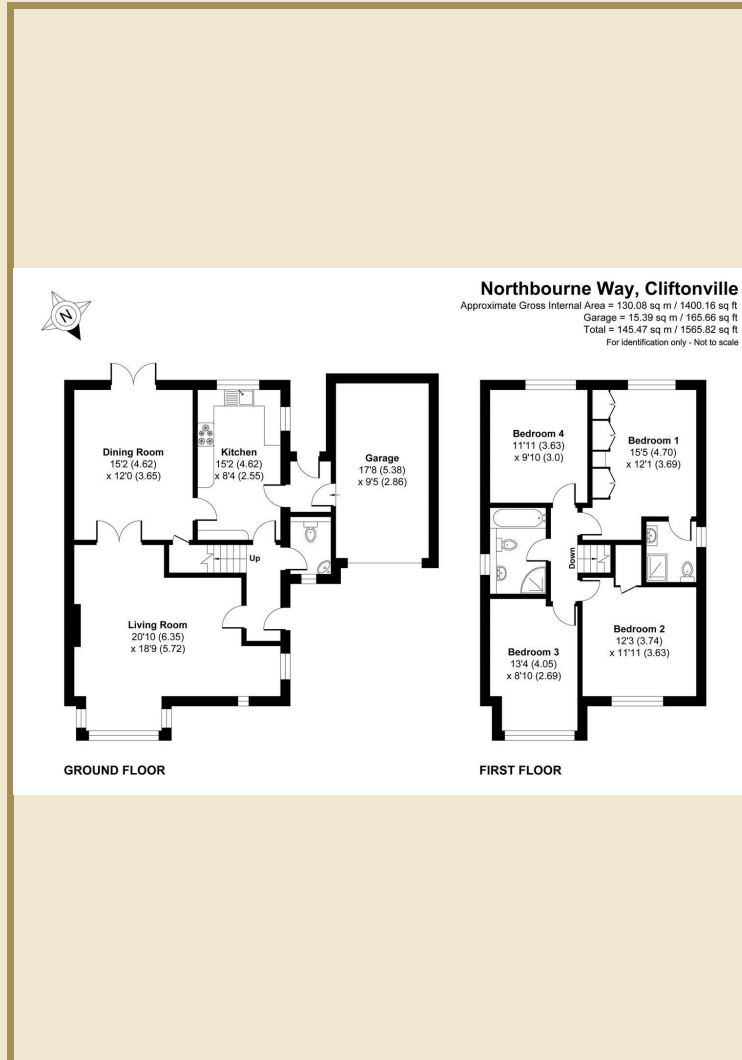 Northbourne Way, Cliftonville
Approximate Gross Internal Area = 130.08 sq m / 1400.16 sq ft
Garage = 15.39 sq m / 165.66 sq ft
Total = 145.47 sq m / 1565.82 sq ft
For identification only - Not to scale
N
Dining Room
15'2 (4.62)
x 12'0 (3.65)
Kitchen
15'2 (4.62)
x 8'4 (2.55)
Garage
17'8 (5.38)
x 9'5 (2.86)
Up
Living Room
20'10 (6.35)
x 18'9 (5.72)
GROUND FLOOR
Bedroom 4
11'11 (3.63)
x 9'10 (3.0)
Bedroom 1
15'5 (4.70)
x 12'1 (3.69)
Down
Bedroom 3
13'4 (4.05)
x 8'10 (2.69)
Bedroom 2
12'3 (3.74)
x 11'11 (3.63)
FIRST FLOOR